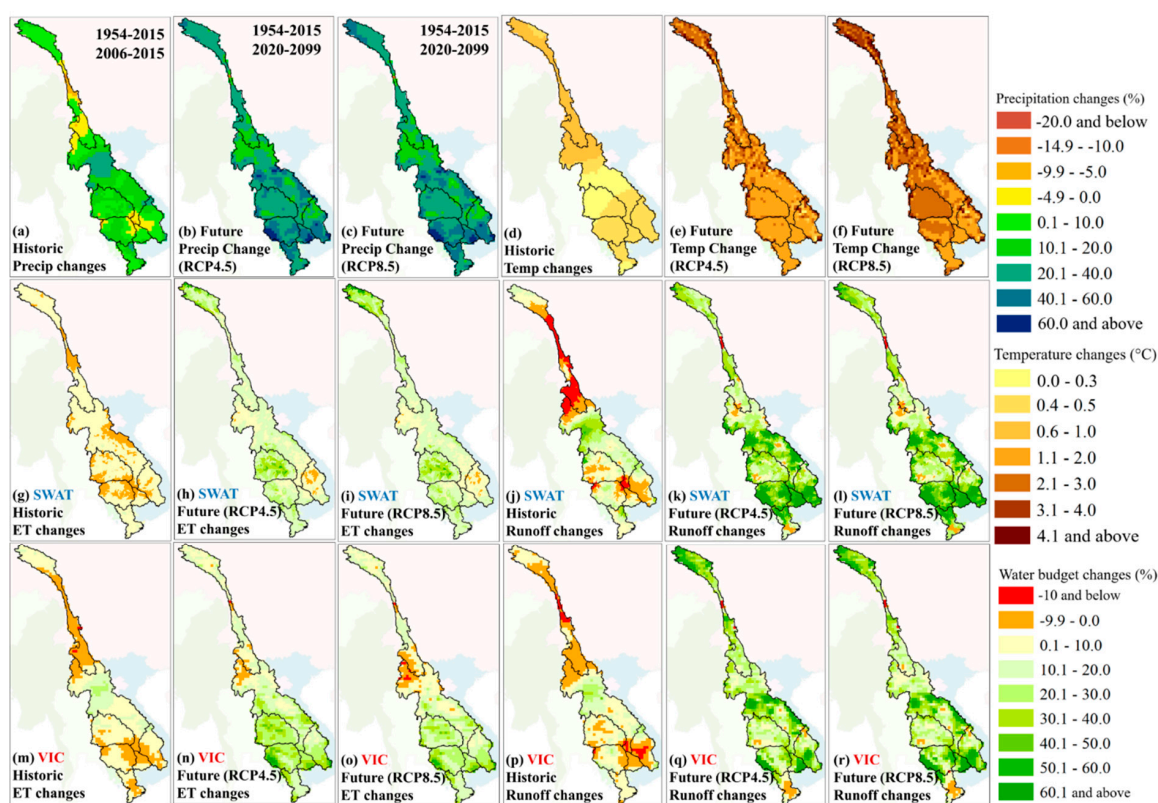 1954-2015
2006-2015
(a)
Historic
Precip changes
1954-2015
2020-2099
(b) Future
Precip Change
(RCP4.5)
1954-2015
2020-2099
(c) Future
Precip Change
(RCP8.5)
(d)
Historic
Temp changes
(e) Future
Temp Change
(RCP4.5)
(f) Future
Temp Change
(RCP8.5)
(g) SWAT
Historic
ET changes
(h) SWAT
Future (RCP4.5)
ET changes
(i) SWAT
Future (RCP8.5)
ET changes
(j) SWAT
Historic
Runoff changes
(k) SWAT
Future (RCP4.5)
Runoff changes
(l) SWAT
Future (RCP8.5)
Runoff changes
(m) VIC
Historic
ET changes
(n) VIC
Future (RCP4.5)
ET changes
(o) VIC
Future (RCP8.5)
ET changes
(p) VIC
Historic
Runoff changes
(q) VIC
Future (RCP4.5)
Runoff changes
(r) VIC
Future (RCP8.5)
Runoff changes
Precipitation changes (%)
-20.0 and below
-14.9 - -10.0
-9.9 - -5.0
-4.9 - 0.0
0.1 - 10.0
10.1 - 20.0
20.1 - 40.0
40.1 - 60.0
60.0 and above
Temperature changes (°C)
0.0 - 0.3
0.4 - 0.5
0.6 - 1.0
1.1 - 2.0
2.1 - 3.0
3.1 - 4.0
4.1 and above
Water budget changes (%)
-10 and below
-9.9 - 0.0
0.1 - 10.0
10.1 - 20.0
20.1 - 30.0
30.1 - 40.0
40.1 - 50.0
50.1 - 60.0
60.1 and above